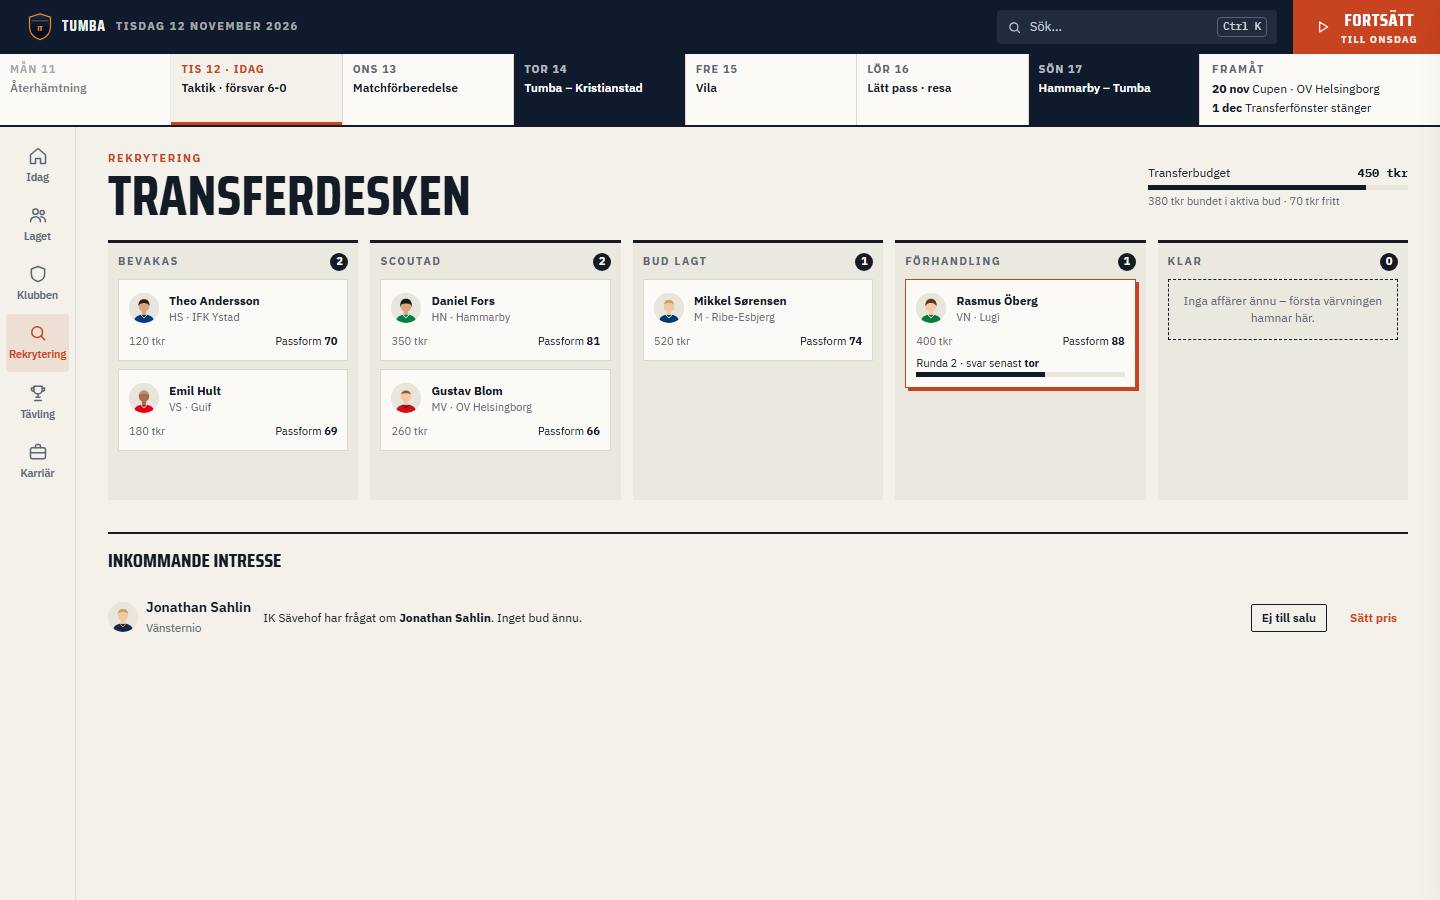 IT
TUMBA TISDAG 12 NOVEMBER 2026
Sök... Ctrl K
FORTSÄTT
TILL ONSDAG
MÅN 11
Återhämtning
TIS 12 · IDAG
Taktik · försvar 6-0
ONS 13
Matchförberedelse
TOR 14
Tumba – Kristianstad
FRE 15
Vila
LÖR 16
Lätt pass · resa
SÖN 17
Hammarby – Tumba
FRAMÅT
20 nov Cupen · OV Helsingborg
1 dec Transferfönster stänger
Idag
Laget
Klubben
Rekrytering
Tävling
Karriär
REKRYTERING
TRANSFERDESKEN
Transferbudget 450 tkr
380 tkr bundet i aktiva bud · 70 tkr fritt
BEVAKAS 2
Theo Andersson
HS · IFK Ystad
120 tkr Passform 70
Emil Hult
VS · Guif
180 tkr Passform 69
SCOUTAD 2
Daniel Fors
HN · Hammarby
350 tkr Passform 81
Gustav Blom
MV · OV Helsingborg
260 tkr Passform 66
BUD LAGT 1
Mikkel Sørensen
M · Ribe-Esbjerg
520 tkr Passform 74
FÖRHANDLING 1
Rasmus Öberg
VN · Lugi
400 tkr Passform 88
Runda 2 · svar senast tor
KLAR 0
Inga affärer ännu – första värvningen
hamnar här.
INKOMMANDE INTRESSE
Jonathan Sahlin
Vänsternio
IK Sävehof har frågat om Jonathan Sahlin. Inget bud ännu.
Ej till salu
Sätt pris